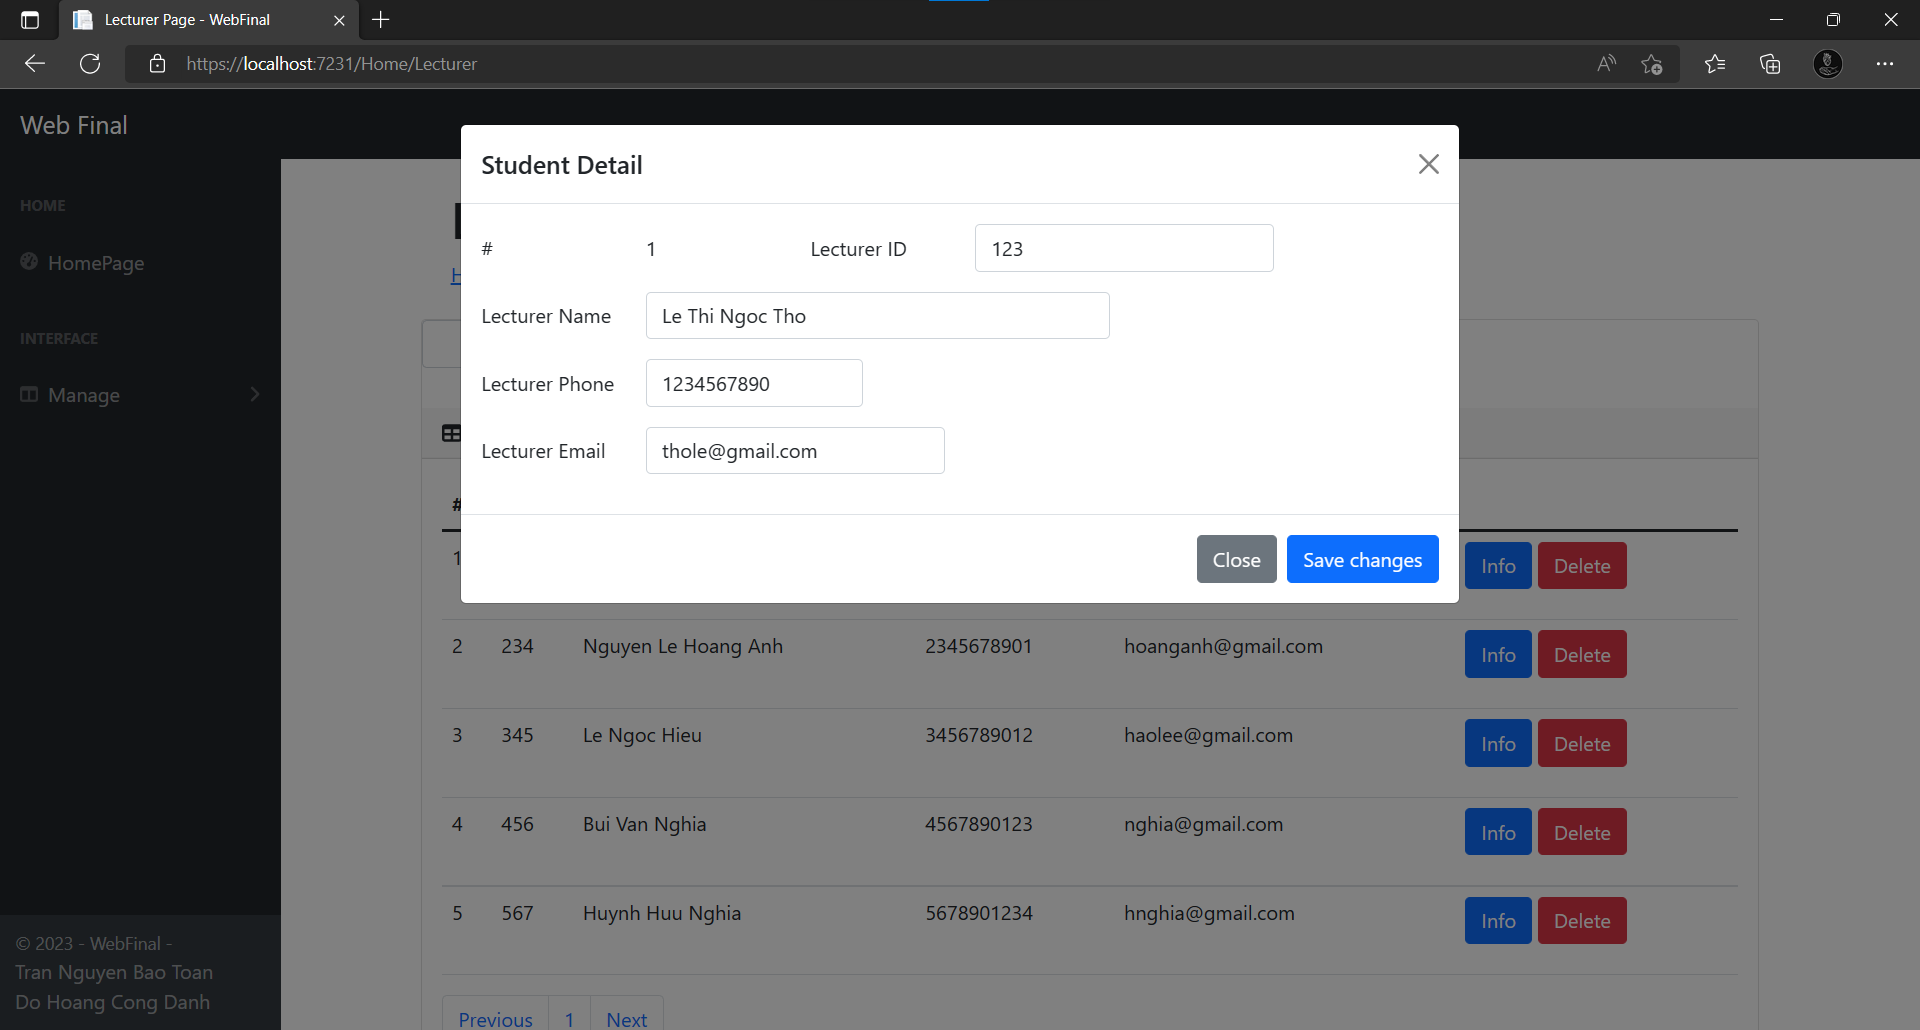 Lecturer Page - WebFinal
https://localhost:7231/Home/Lecturer
Web Final
HOME
HomePage
INTERFACE
Manage
© 2023 - WebFinal -
Tran Nguyen Bao Toan
Do Hoang Cong Danh
Student Detail
# 1 Lecturer ID 123
Lecturer Name Le Thi Ngoc Tho
Lecturer Phone 1234567890
Lecturer Email thole@gmail.com
Close Save changes
#
1 Info Delete
2 234 Nguyen Le Hoang Anh 2345678901 hoanganh@gmail.com Info Delete
3 345 Le Ngoc Hieu 3456789012 haolee@gmail.com Info Delete
4 456 Bui Van Nghia 4567890123 nghia@gmail.com Info Delete
5 567 Huynh Huu Nghia 5678901234 hnghia@gmail.com Info Delete
Previous 1 Next